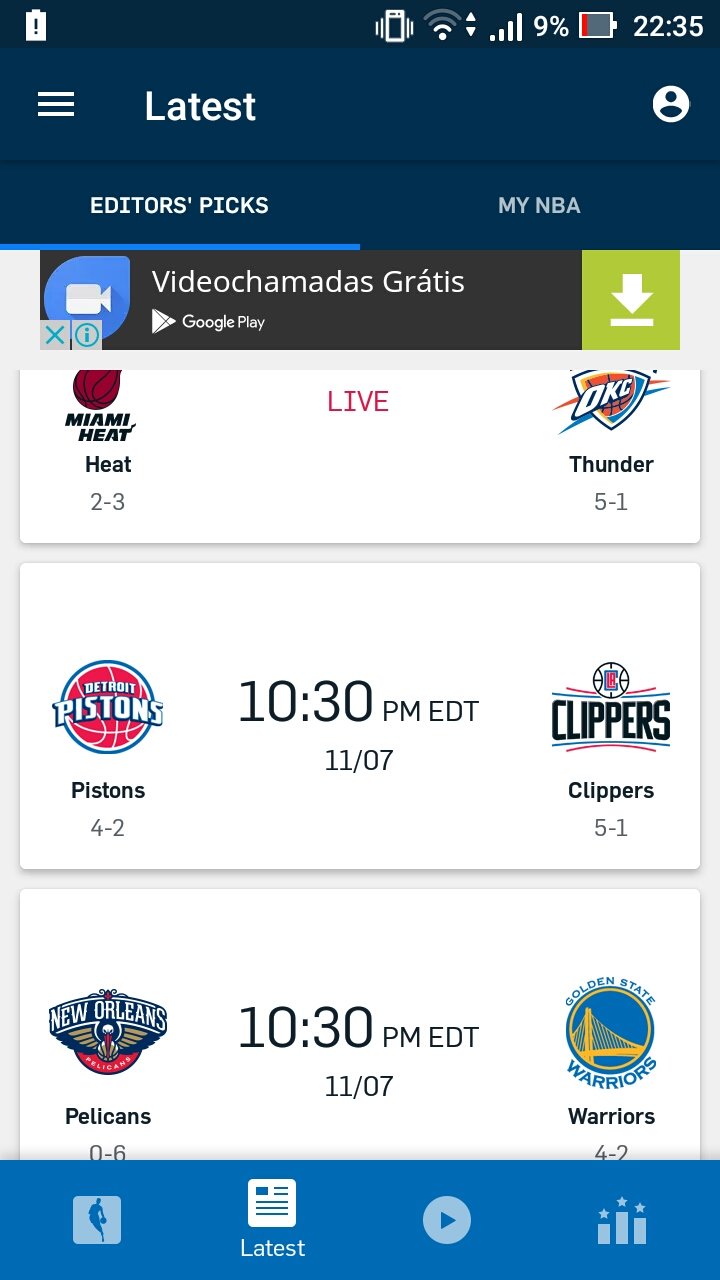 9% 22:35
Latest
EDITORS' PICKS MY NBA
Videochamadas Grátis
Google Play
MIAMI
HEAT
LIVE
OKC
Heat Thunder
2-3 5-1
DETROIT
PISTONS
10:30 PM EDT
11/07
CLIPPERS
Pistons Clippers
4-2 5-1
NEW ORLEANS
PELICANS
10:30 PM EDT
11/07
GOLDEN STATE
WARRIORS
Pelicans Warriors
0-6 4-2
Latest